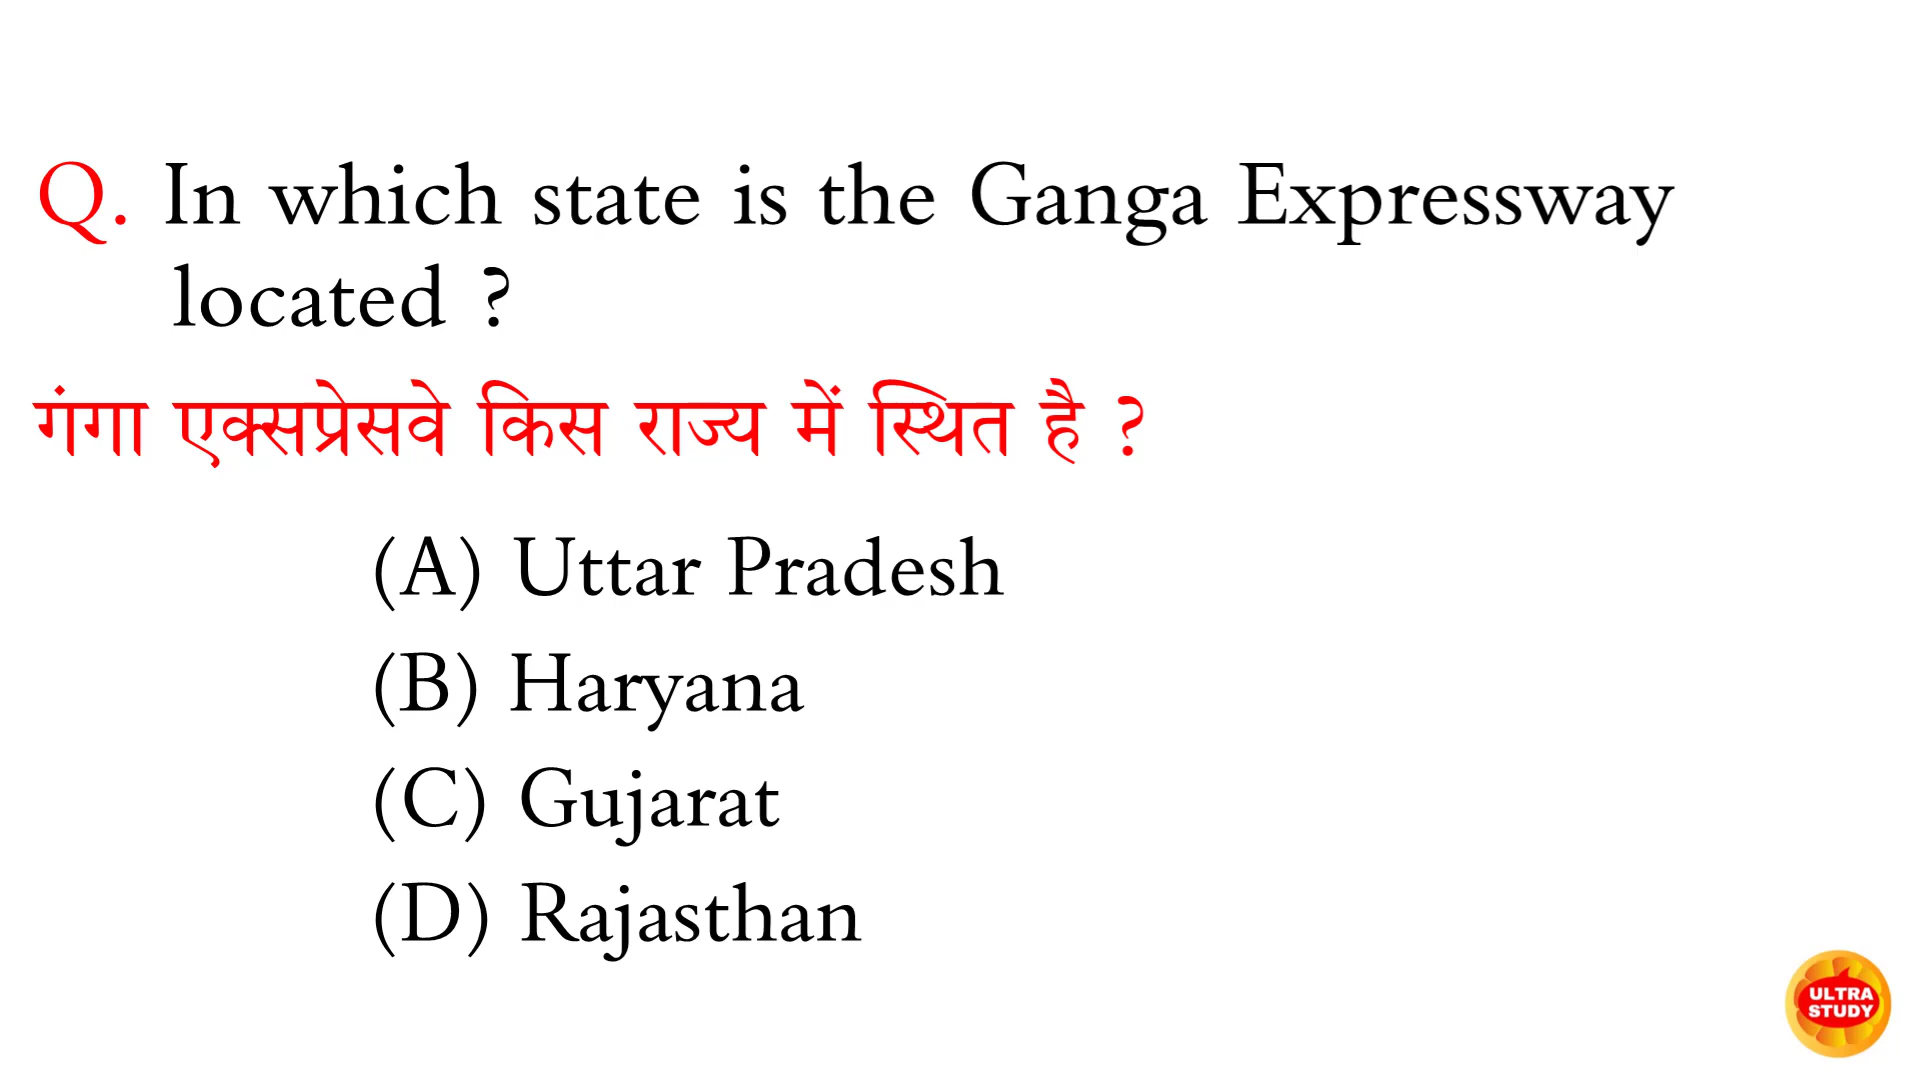 Q. In which state is the Ganga Expressway
located ?
गंगा एक्सप्रेसवे किस राज्य में स्थित है ?
(A) Uttar Pradesh
(B) Haryana
(C) Gujarat
(D) Rajasthan
ULTRA
STUDY